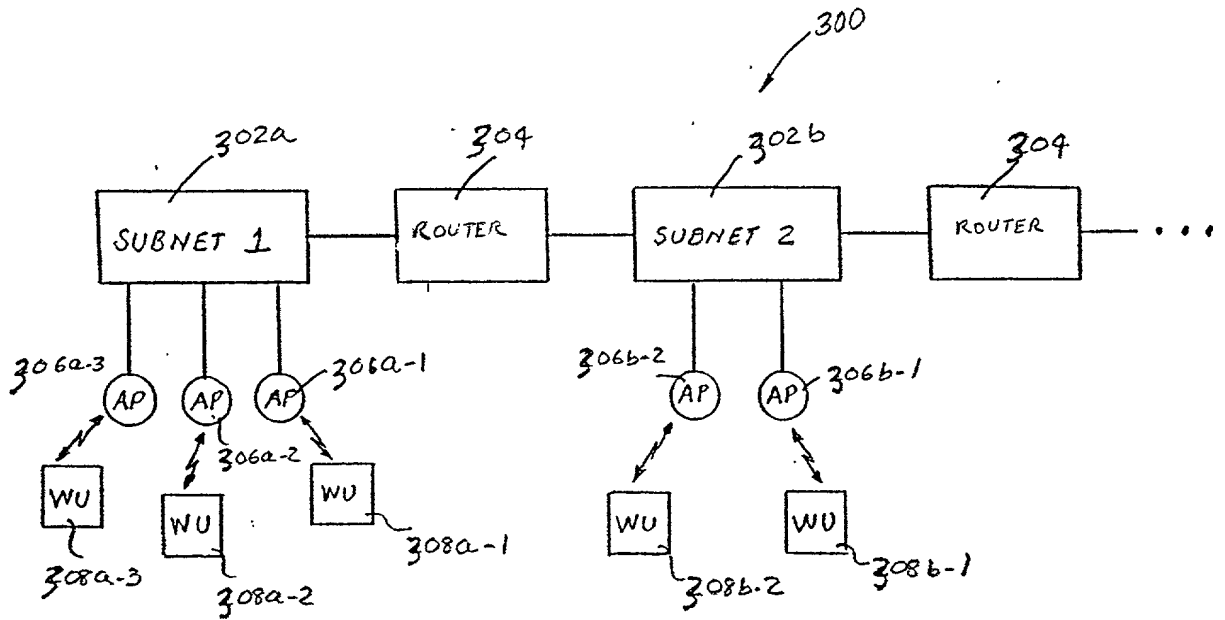 300
302a
304
302b
304
SUBNET 1
ROUTER
SUBNET 2
ROUTER
306a-3
306a-1
306b-2
306b-1
AP
AP
AP
AP
AP
306a-2
WU
WU
WU
WU
WU
308a-3
308a-2
308a-1
308b-2
308b-1